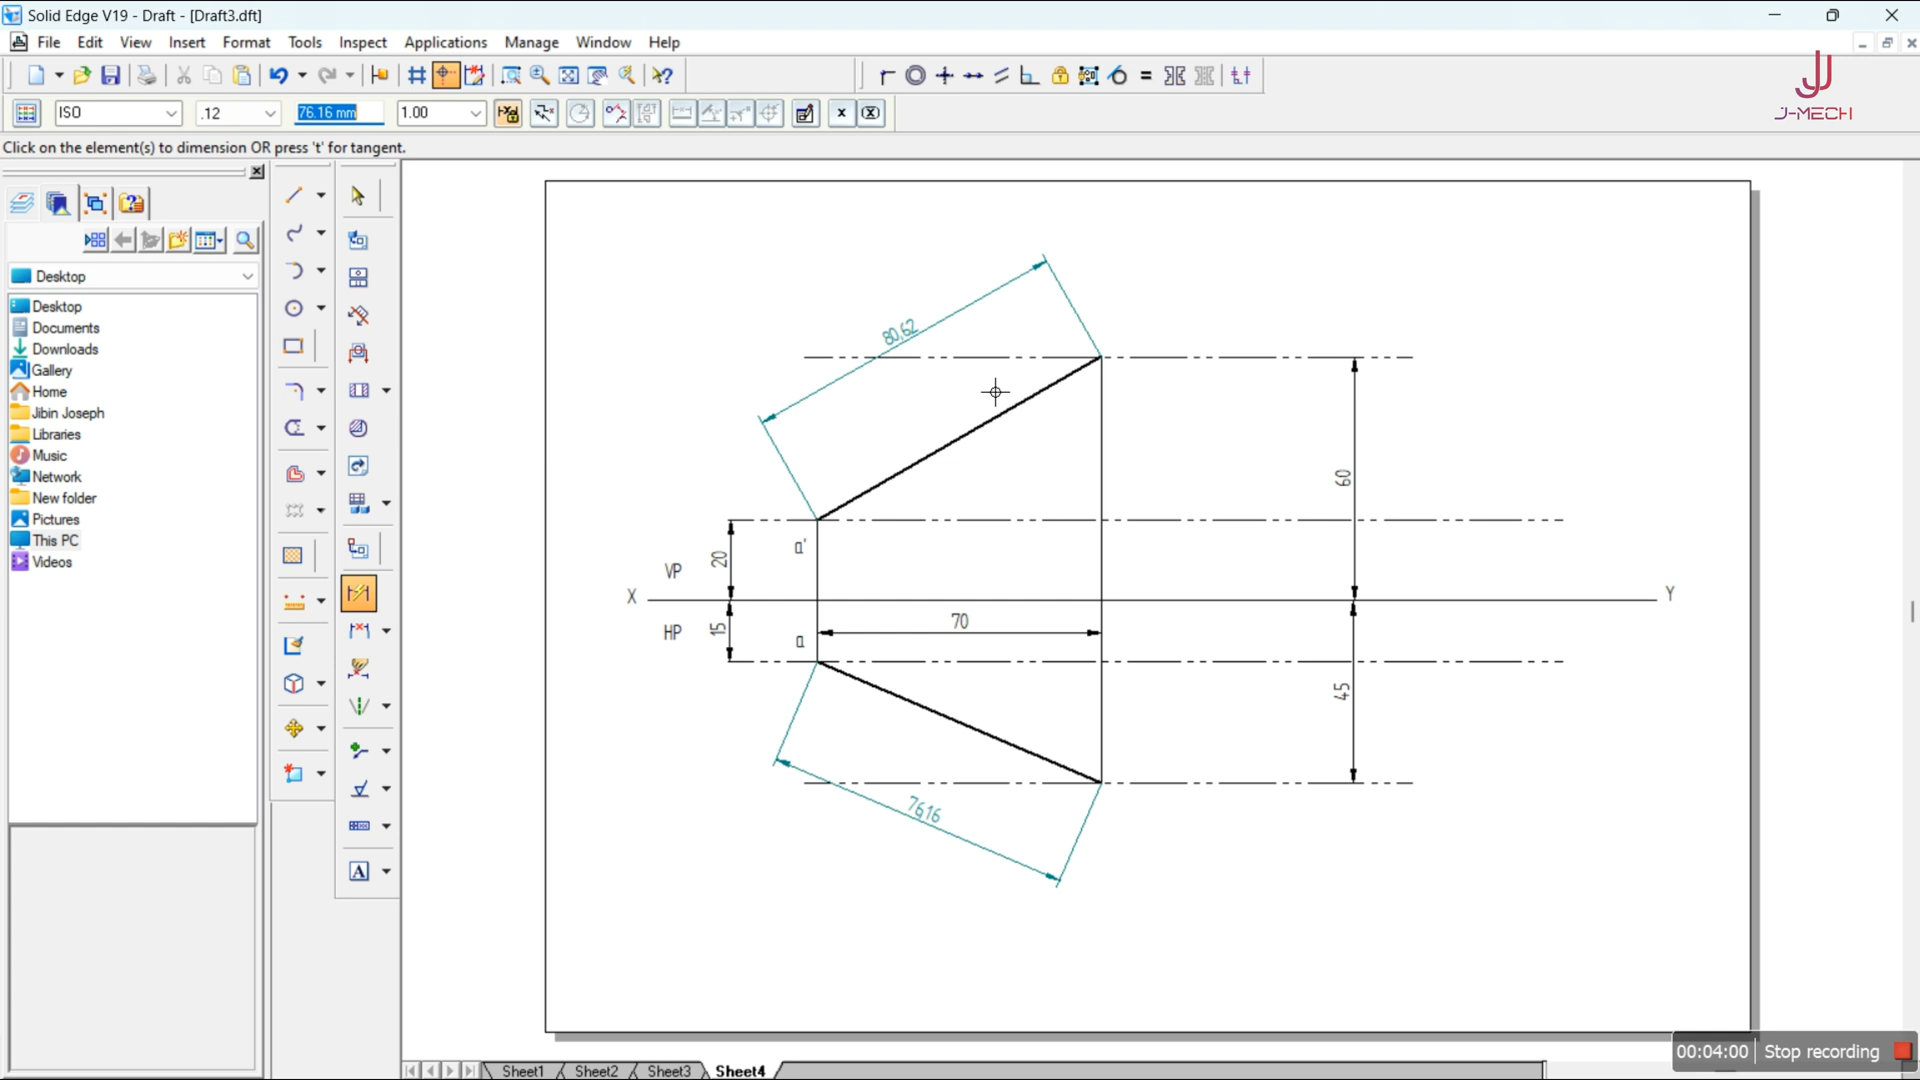 Solid Edge V19 - Draft - [Draft3.dft]
File Edit View Insert Format Tools Inspect Applications Manage Window Help
J-MECH
ISO .12 76.16 mm 1.00
Click on the element(s) to dimension OR press 't' for tangent.
Desktop
Desktop
Documents
Downloads
Gallery
Home
Jibin Joseph
Libraries
Music
Network
New folder
Pictures
This PC
Videos
A
80,62
60
20
a'
VP
X
Y
HP
15
a
70
45
76,16
00:04:00 Stop recording
Sheet1 Sheet2 Sheet3 Sheet4